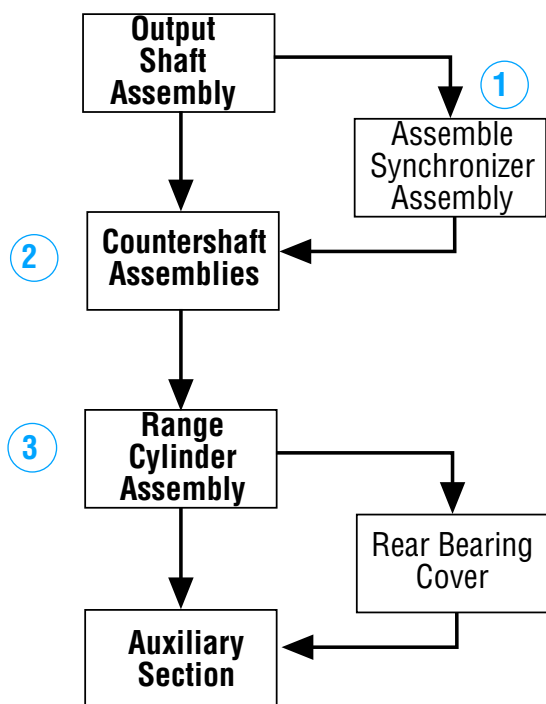 Output
Shaft
Assembly
1
Assemble
Synchronizer
Assembly
2
Countershaft
Assemblies
3
Range
Cylinder
Assembly
Rear Bearing
Cover
Auxiliary
Section